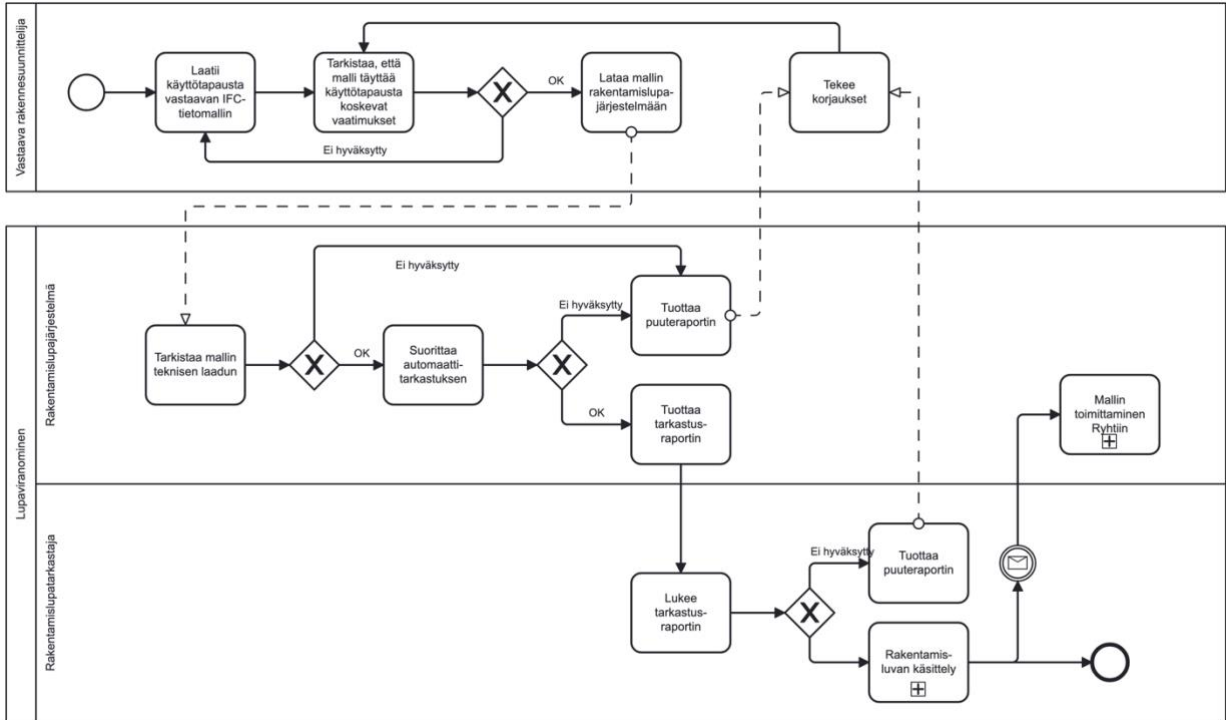 Vastaava rakennesuunnittelija
Laatii
käyttötapausta
vastaavan IFC-
tietomallin
Tarkistaa, että
malli täyttää
käyttötapausta
koskevat
vaatimukset
OK
Ei hyväksytty
Lataa mallin
rakentamislupa-
järjestelmään
Tekee
korjaukset
Lupaviranominen
Rakentamislupajärjestelmä
Tarkistaa mallin
teknisen laadun
Ei hyväksytty
OK
Suorittaa
automaatti-
tarkastuksen
Ei hyväksytty
OK
Tuottaa
puuteraportin
Tuottaa
tarkastus-
raportin
Mallin
toimittaminen
Ryhtiin
Rakentamislupatarkastaja
Lukee
tarkastus-
raportin
Ei hyväksytty
Tuottaa
puuteraportin
Rakentamis-
luvan käsittely